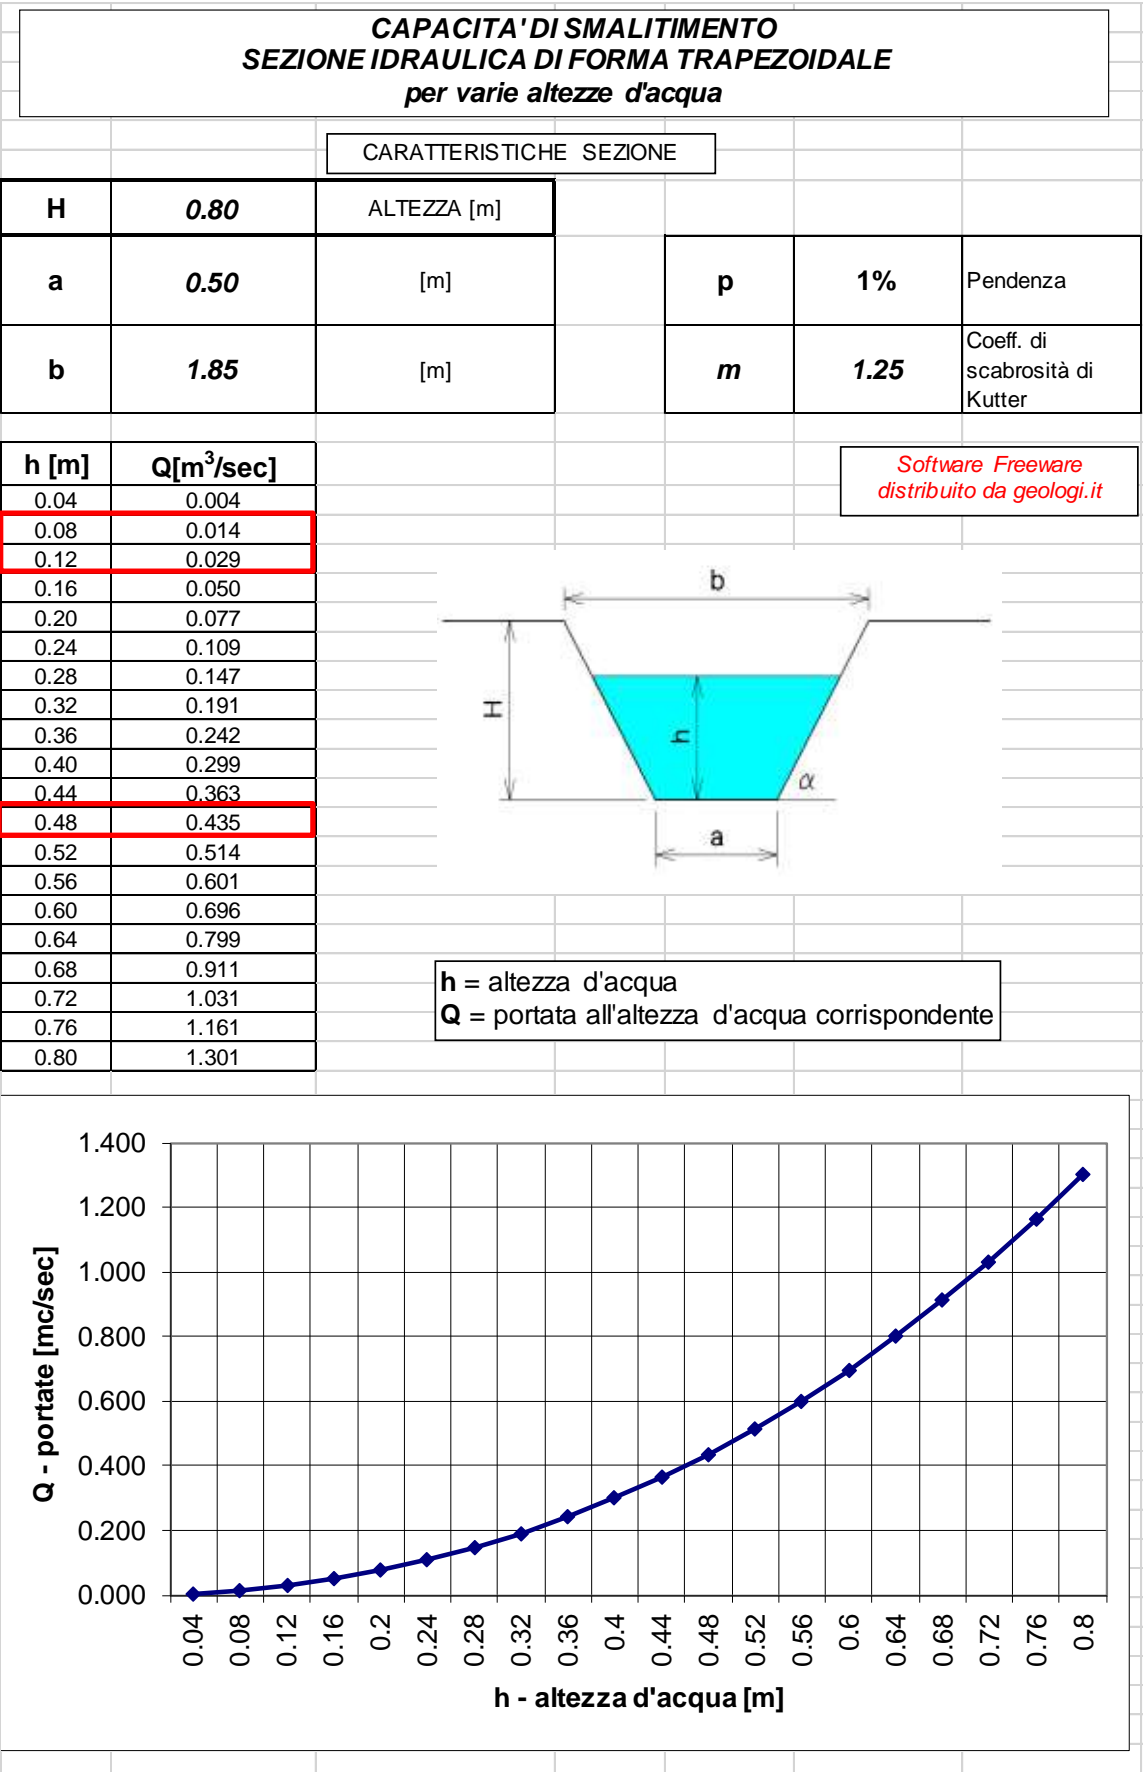 CAPACITA' DI SMALITIMENTO
SEZIONE IDRAULICA DI FORMA TRAPEZOIDALE
per varie altezze d'acqua
CARATTERISTICHE SEZIONE
H 0.80 ALTEZZA [m]
a 0.50 [m] p 1% Pendenza
b 1.85 [m] m 1.25 Coeff. di
scabrosità di
Kutter
h [m] Q[m³/sec]
0.04 0.004
0.08 0.014
0.12 0.029
0.16 0.050
0.20 0.077
0.24 0.109
0.28 0.147
0.32 0.191
0.36 0.242
0.40 0.299
0.44 0.363
0.48 0.435
0.52 0.514
0.56 0.601
0.60 0.696
0.64 0.799
0.68 0.911
0.72 1.031
0.76 1.161
0.80 1.301
Software Freeware
distribuito da geologi.it
b
H
h
α
a
h = altezza d'acqua
Q = portata all'altezza d'acqua corrispondente
Q - portate [mc/sec]
1.400
1.200
1.000
0.800
0.600
0.400
0.200
0.000
0.04 0.08 0.12 0.16 0.2 0.24 0.28 0.32 0.36 0.4 0.44 0.48 0.52 0.56 0.6 0.64 0.68 0.72 0.76 0.8
h - altezza d'acqua [m]